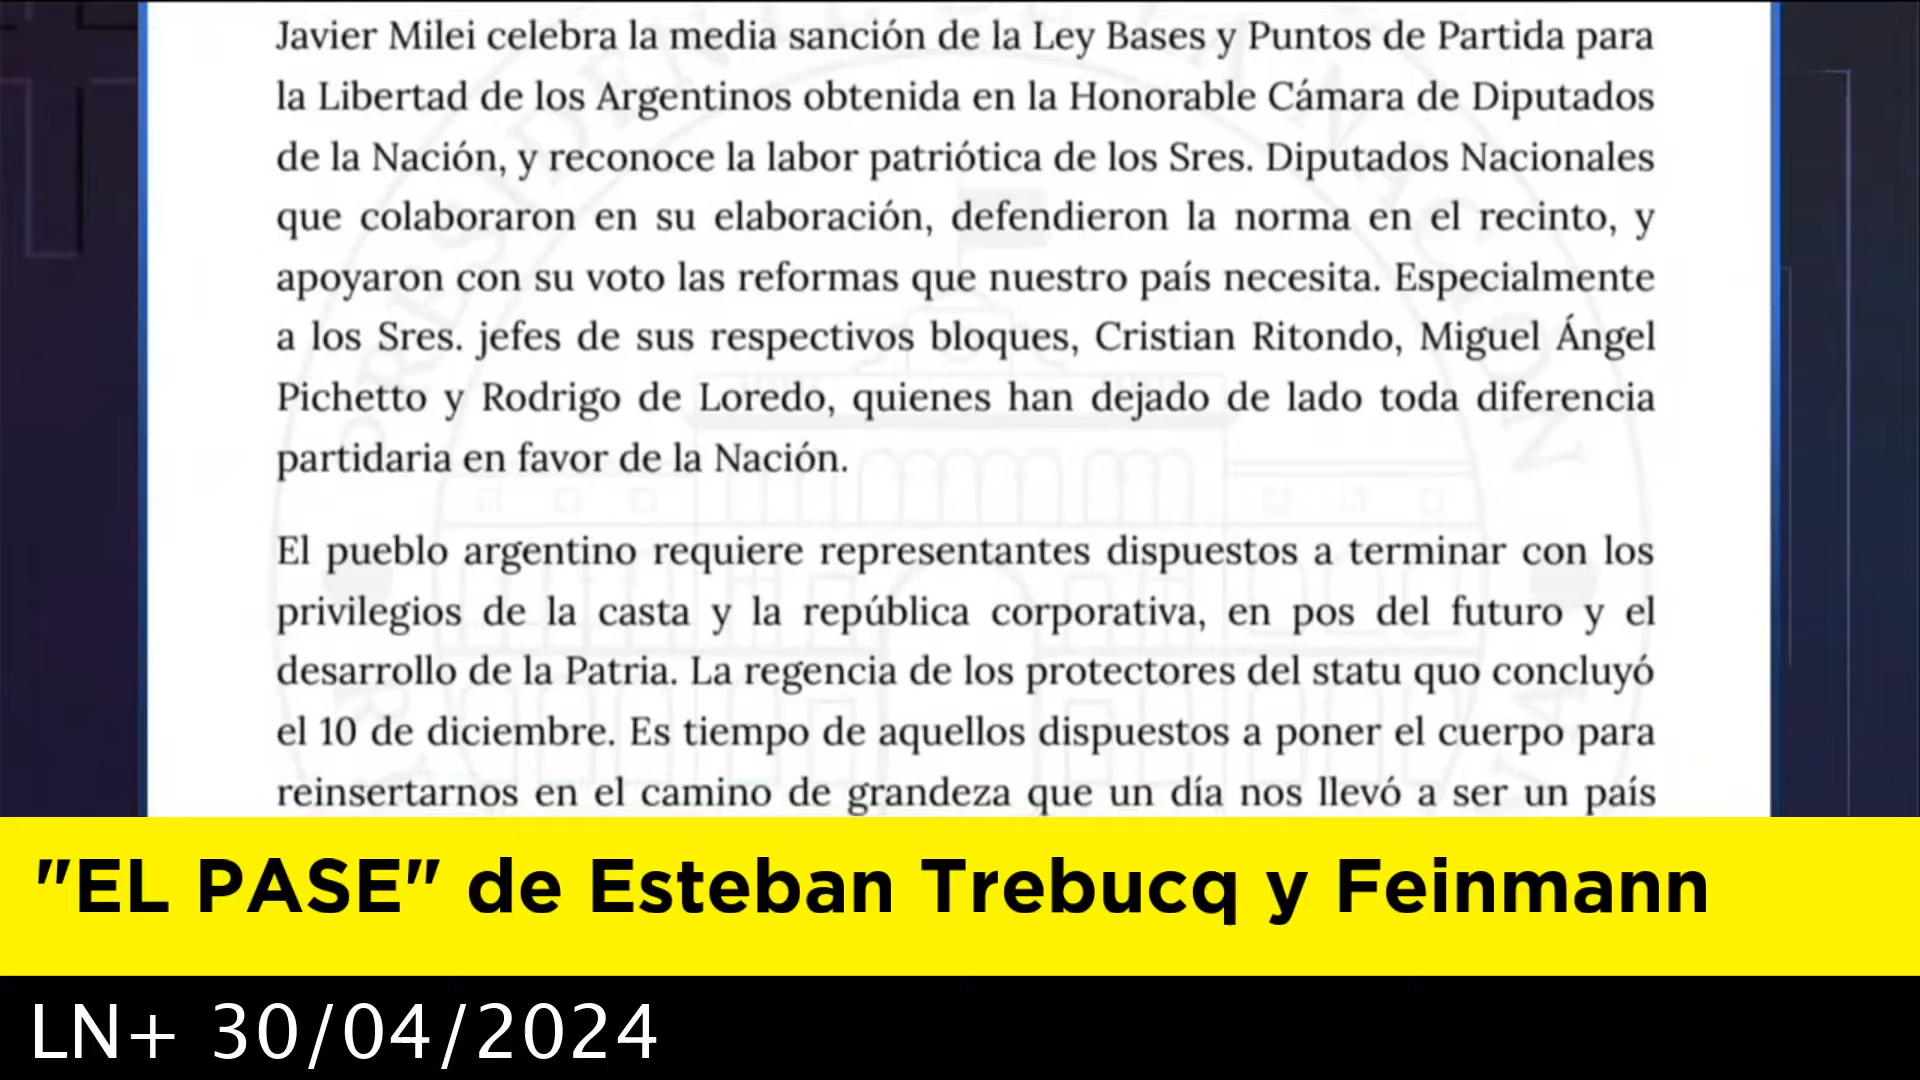 Javier Milei celebra la media sanción de la Ley Bases y Puntos de Partida para
la Libertad de los Argentinos obtenida en la Honorable Cámara de Diputados
de la Nación, y reconoce la labor patriótica de los Sres. Diputados Nacionales
que colaboraron en su elaboración, defendieron la norma en el recinto, y
apoyaron con su voto las reformas que nuestro país necesita. Especialmente
a los Sres. jefes de sus respectivos bloques, Cristian Ritondo, Miguel Ángel
Pichetto y Rodrigo de Loredo, quienes han dejado de lado toda diferencia
partidaria en favor de la Nación.
El pueblo argentino requiere representantes dispuestos a terminar con los
privilegios de la casta y la república corporativa, en pos del futuro y el
desarrollo de la Patria. La regencia de los protectores del statu quo concluyó
el 10 de diciembre. Es tiempo de aquellos dispuestos a poner el cuerpo para
reinsertarnos en el camino de grandeza que un día nos llevó a ser un país
"EL PASE" de Esteban Trebucq y Feinmann
LN+ 30/04/2024